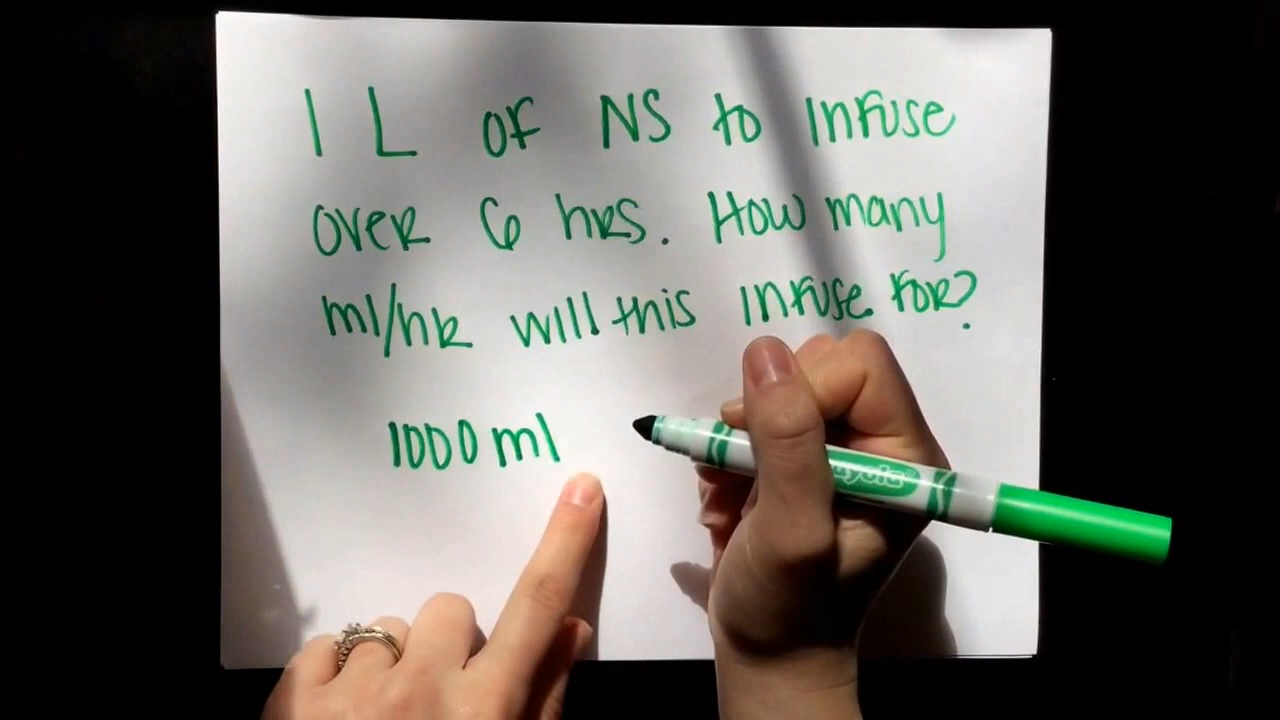 1 L of NS to infuse
over 6 hrs. How many
ml/hr will this infuse for?
1000 ml